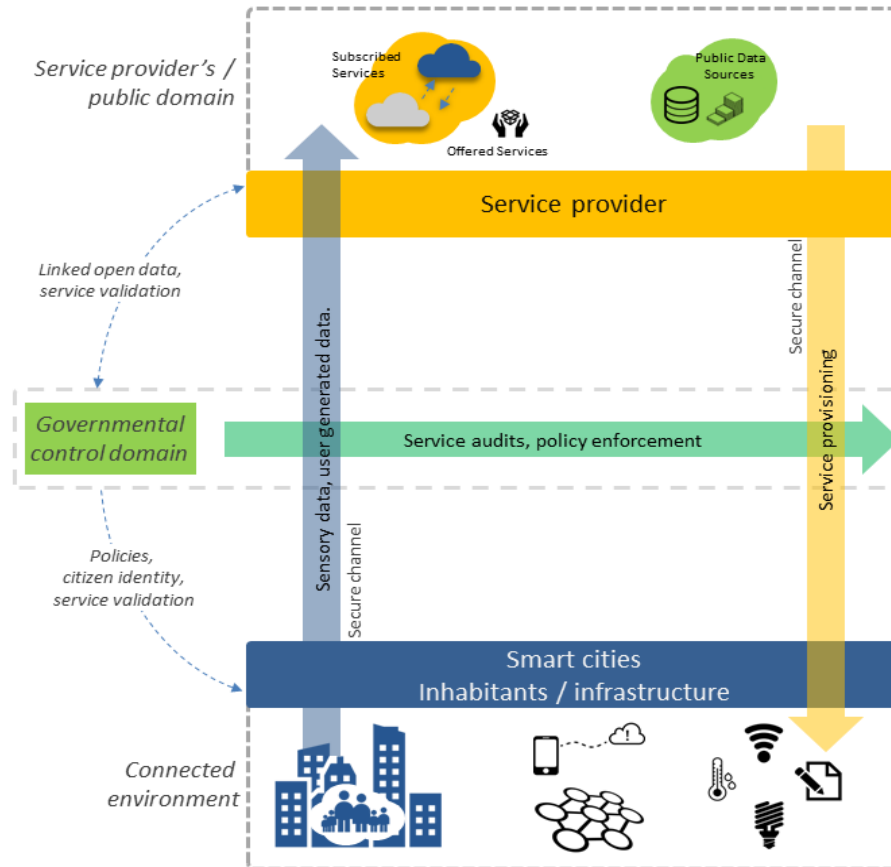 Service provider's /
public domain
Subscribed
Services
Offered Services
Public Data
Sources
Service provider
Linked open data,
service validation
Secure channel
Sensory data, user generated data.
Governmental
control domain
Service audits, policy enforcement
Service provisioning
Secure channel
Policies,
citizen identity,
service validation
Smart cities
Inhabitants / infrastructure
Connected
environment
!